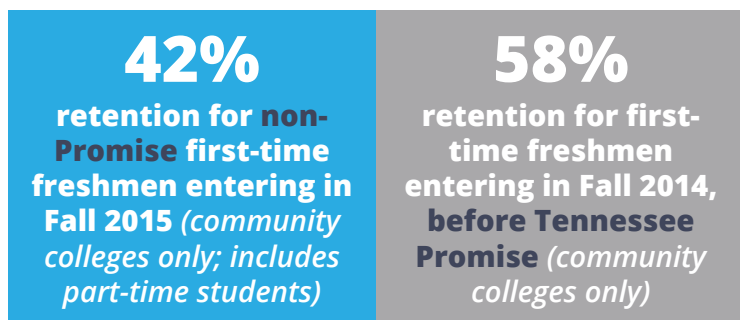 42%
retention for non-
Promise first-time
freshmen entering in
Fall 2015 (community
colleges only; includes
part-time students)
58%
retention for first-
time freshmen
entering in Fall 2014,
before Tennessee
Promise (community
colleges only)